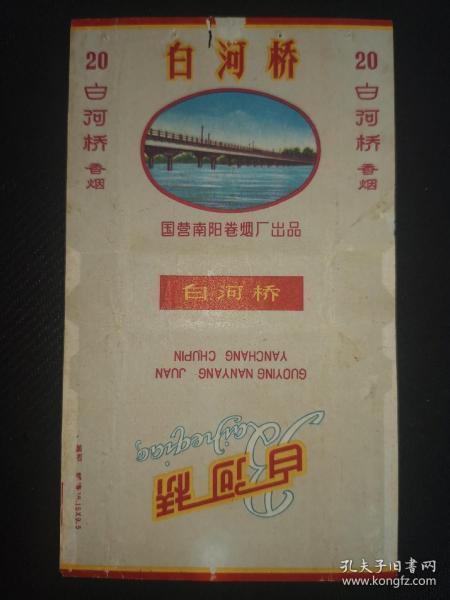 白河桥
20
白河桥
香烟
20
白河桥
香烟
国营南阳卷烟厂出品
白河桥
GUOYING NANYANG JUAN
YANCHANG CHUPIN
Baiheqiao
白河桥
孔夫子旧书网
www.kongfz.com